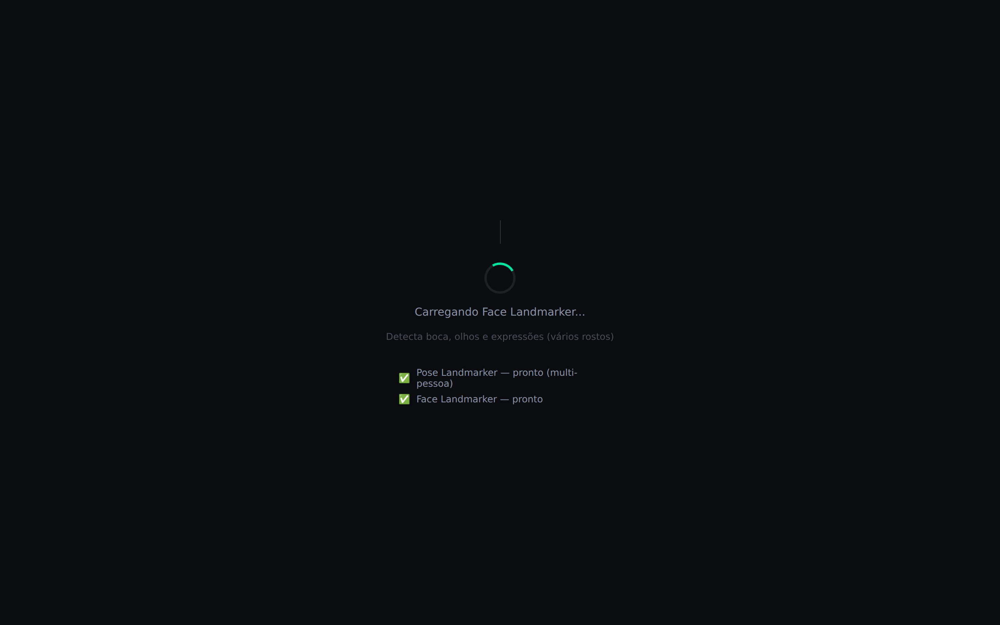 Carregando Face Landmarker...
Detecta boca, olhos e expressões (vários rostos)
Pose Landmarker — pronto (multi-
pessoa)
Face Landmarker — pronto